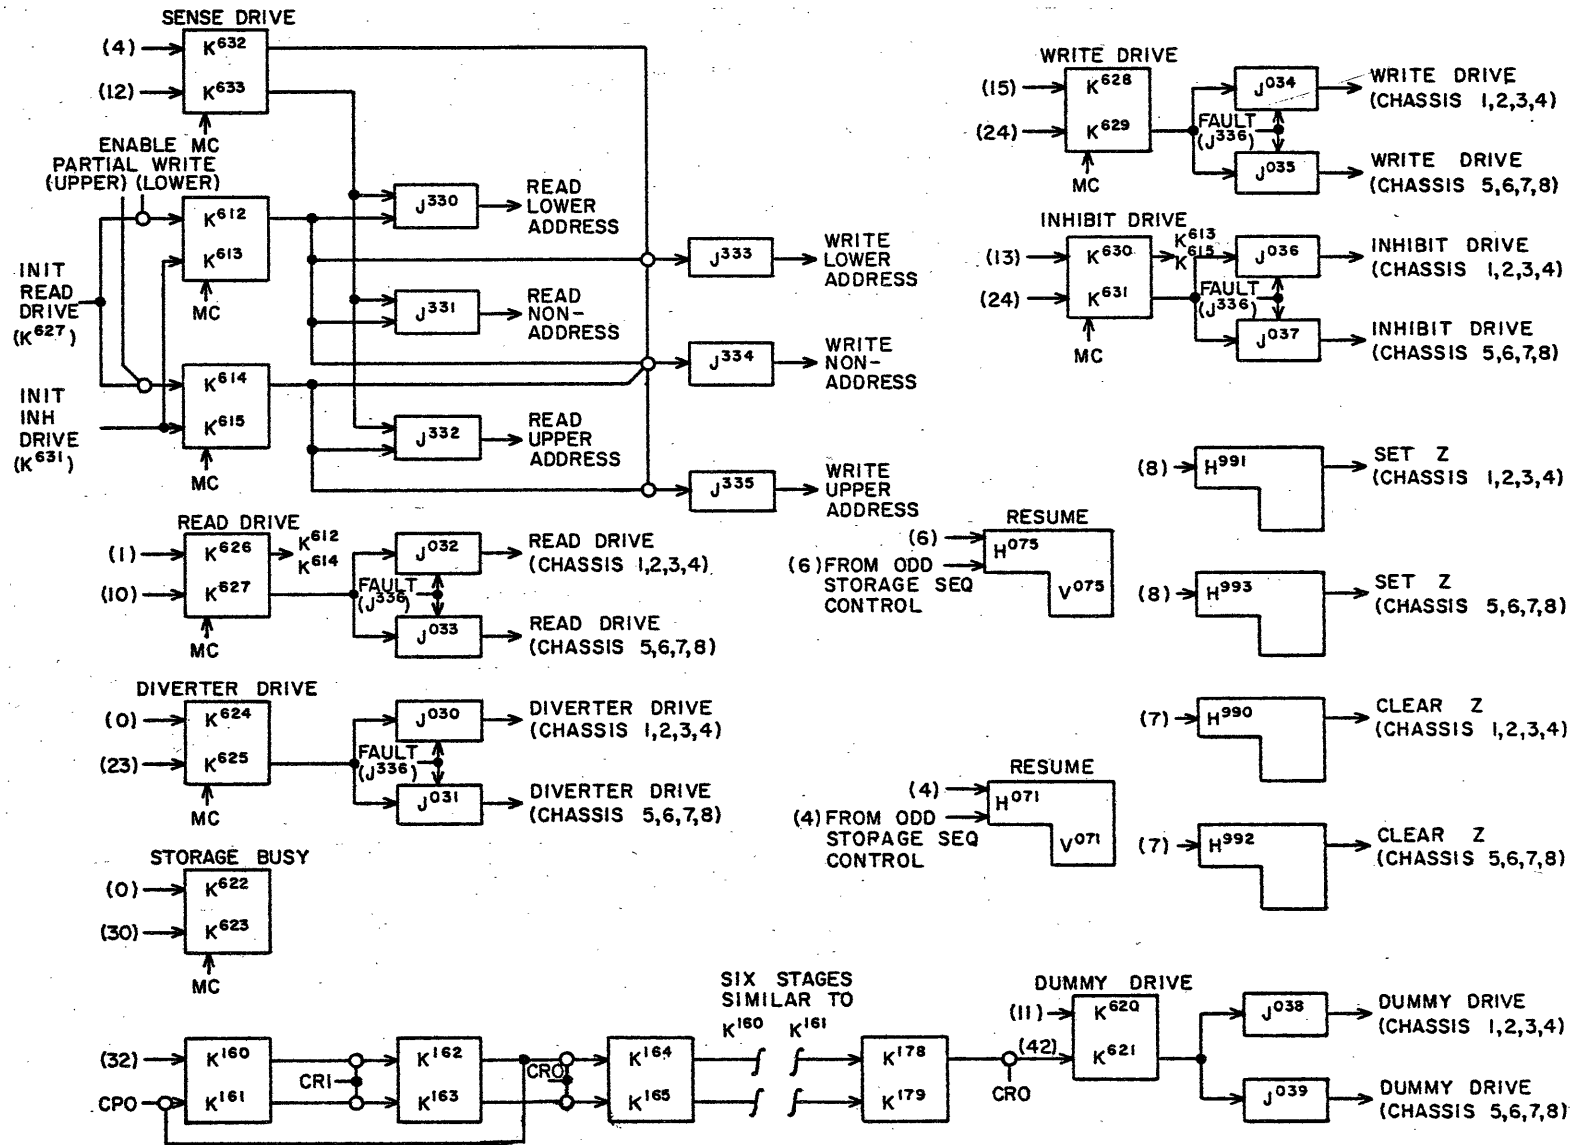 SENSE DRIVE
(4)
K632
(12)
K633
MC
ENABLE
PARTIAL WRITE
(UPPER) (LOWER)
K612
K613
MC
INIT
READ
DRIVE
(K627)
K614
K615
MC
INIT
INH
DRIVE
(K631)
J330
READ
LOWER
ADDRESS
J331
READ
NON-
ADDRESS
J332
READ
UPPER
ADDRESS
J333
WRITE
LOWER
ADDRESS
J334
WRITE
NON-
ADDRESS
J335
WRITE
UPPER
ADDRESS
READ DRIVE
(1)
K626
K612
K614
(10)
K627
MC
FAULT
(J336)
J032
READ DRIVE
(CHASSIS 1,2,3,4)
J033
READ DRIVE
(CHASSIS 5,6,7,8)
DIVERTER DRIVE
(0)
K624
(23)
K625
MC
FAULT
(J336)
J030
DIVERTER DRIVE
(CHASSIS 1,2,3,4)
J031
DIVERTER DRIVE
(CHASSIS 5,6,7,8)
STORAGE BUSY
(0)
K622
(30)
K623
MC
WRITE DRIVE
(15)
K628
(24)
K629
MC
FAULT
(J336)
J034
WRITE DRIVE
(CHASSIS 1,2,3,4)
J035
WRITE DRIVE
(CHASSIS 5,6,7,8)
INHIBIT DRIVE
(13)
K630
K613
K615
(24)
K631
MC
FAULT
(J336)
J036
INHIBIT DRIVE
(CHASSIS 1,2,3,4)
J037
INHIBIT DRIVE
(CHASSIS 5,6,7,8)
(8)
H991
SET Z
(CHASSIS 1,2,3,4)
RESUME
(6)
H075
(6) FROM ODD
STORAGE SEQ
CONTROL
V075
(8)
H993
SET Z
(CHASSIS 5,6,7,8)
(7)
H990
CLEAR Z
(CHASSIS 1,2,3,4)
RESUME
(4)
H071
(4) FROM ODD
STORAGE SEQ
CONTROL
V071
(7)
H992
CLEAR Z
(CHASSIS 5,6,7,8)
(32)
K160
CPO
K161
CRI
K162
K163
CRO
K164
K165
SIX STAGES
SIMILAR TO
K160 K161
K178
K179
CRO
(42)
DUMMY DRIVE
(11)
K620
K621
J038
DUMMY DRIVE
(CHASSIS 1,2,3,4)
J039
DUMMY DRIVE
(CHASSIS 5,6,7,8)